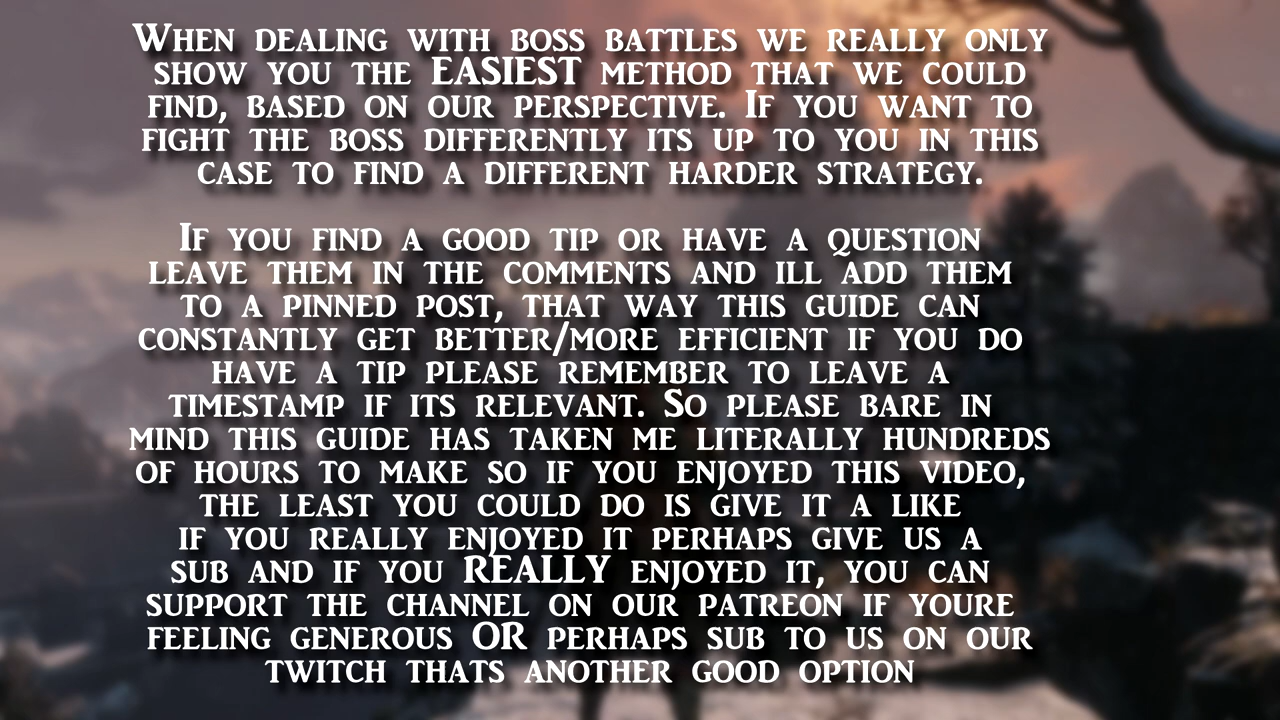 When dealing with boss battles we really only
show you the EASIEST method that we could
find, based on our perspective. If you want to
fight the boss differently its up to you in this
case to find a different harder strategy.
If you find a good tip or have a question
leave them in the comments and ill add them
to a pinned post, that way this guide can
constantly get better/more efficient if you do
have a tip please remember to leave a
timestamp if its relevant. So please bare in
mind this guide has taken me literally hundreds
of hours to make so if you enjoyed this video,
the least you could do is give it a like
if you really enjoyed it perhaps give us a
sub and if you REALLY enjoyed it, you can
support the channel on our patreon if youre
feeling generous OR perhaps sub to us on our
twitch thats another good option